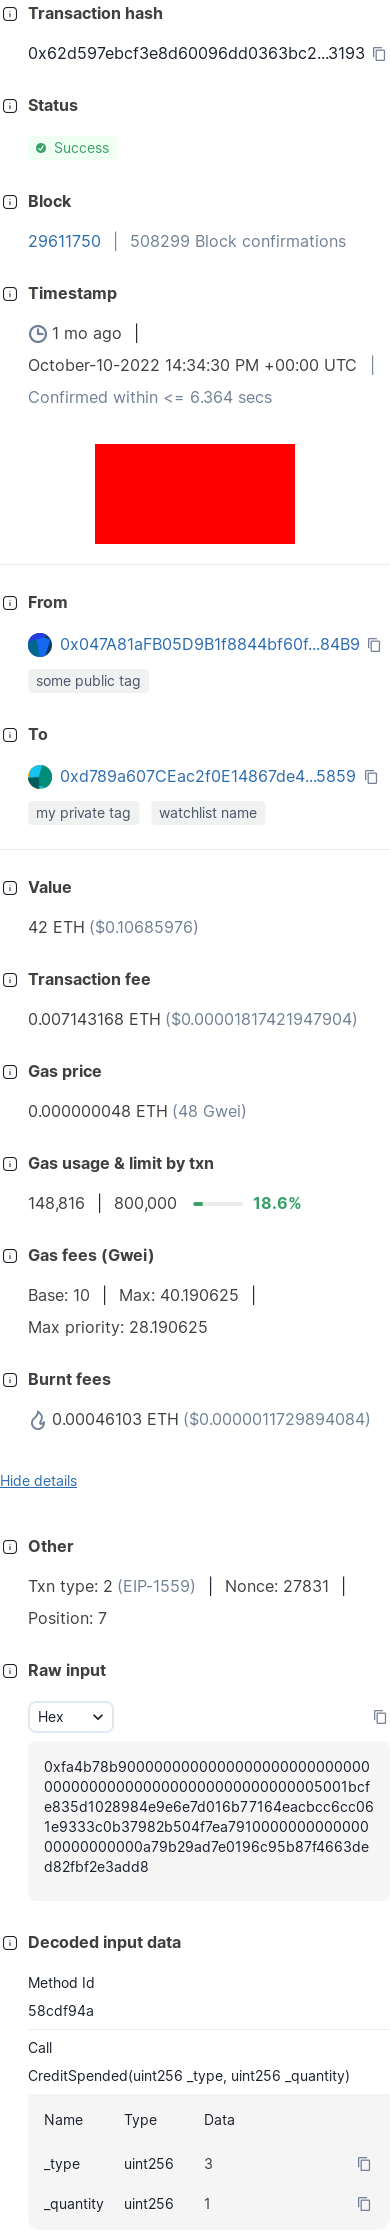 Transaction hash
0x62d597ebcf3e8d60096dd0363bc2...3193
Status
Success
Block
29611750 | 508299 Block confirmations
Timestamp
1 mo ago |
October-10-2022 14:34:30 PM +00:00 UTC |
Confirmed within <= 6.364 secs
From
0x047A81aFB05D9B1f8844bf60f...84B9
some public tag
To
0xd789a607CEac2f0E14867de4...5859
my private tag watchlist name
Value
42 ETH ($0.10685976)
Transaction fee
0.007143168 ETH ($0.00001817421947904)
Gas price
0.000000048 ETH (48 Gwei)
Gas usage & limit by txn
148,816 | 800,000 18.6%
Gas fees (Gwei)
Base: 10 | Max: 40.190625 |
Max priority: 28.190625
Burnt fees
0.00046103 ETH ($0.0000011729894084)
Hide details
Other
Txn type: 2 (EIP-1559) | Nonce: 27831 |
Position: 7
Raw input
Hex
0xfa4b78b90000000000000000000000000000
000000000000000000000000000000005001bcf
e835d1028984e9e6e7d016b77164eacbcc6cc06
1e9333c0b37982b504f7ea7910000000000000
00000000000a79b29ad7e0196c95b87f4663de
d82fbf2e3add8
Decoded input data
Method Id
58cdf94a
Call
CreditSpended(uint256 _type, uint256 _quantity)
Name Type Data
_type uint256 3
_quantity uint256 1